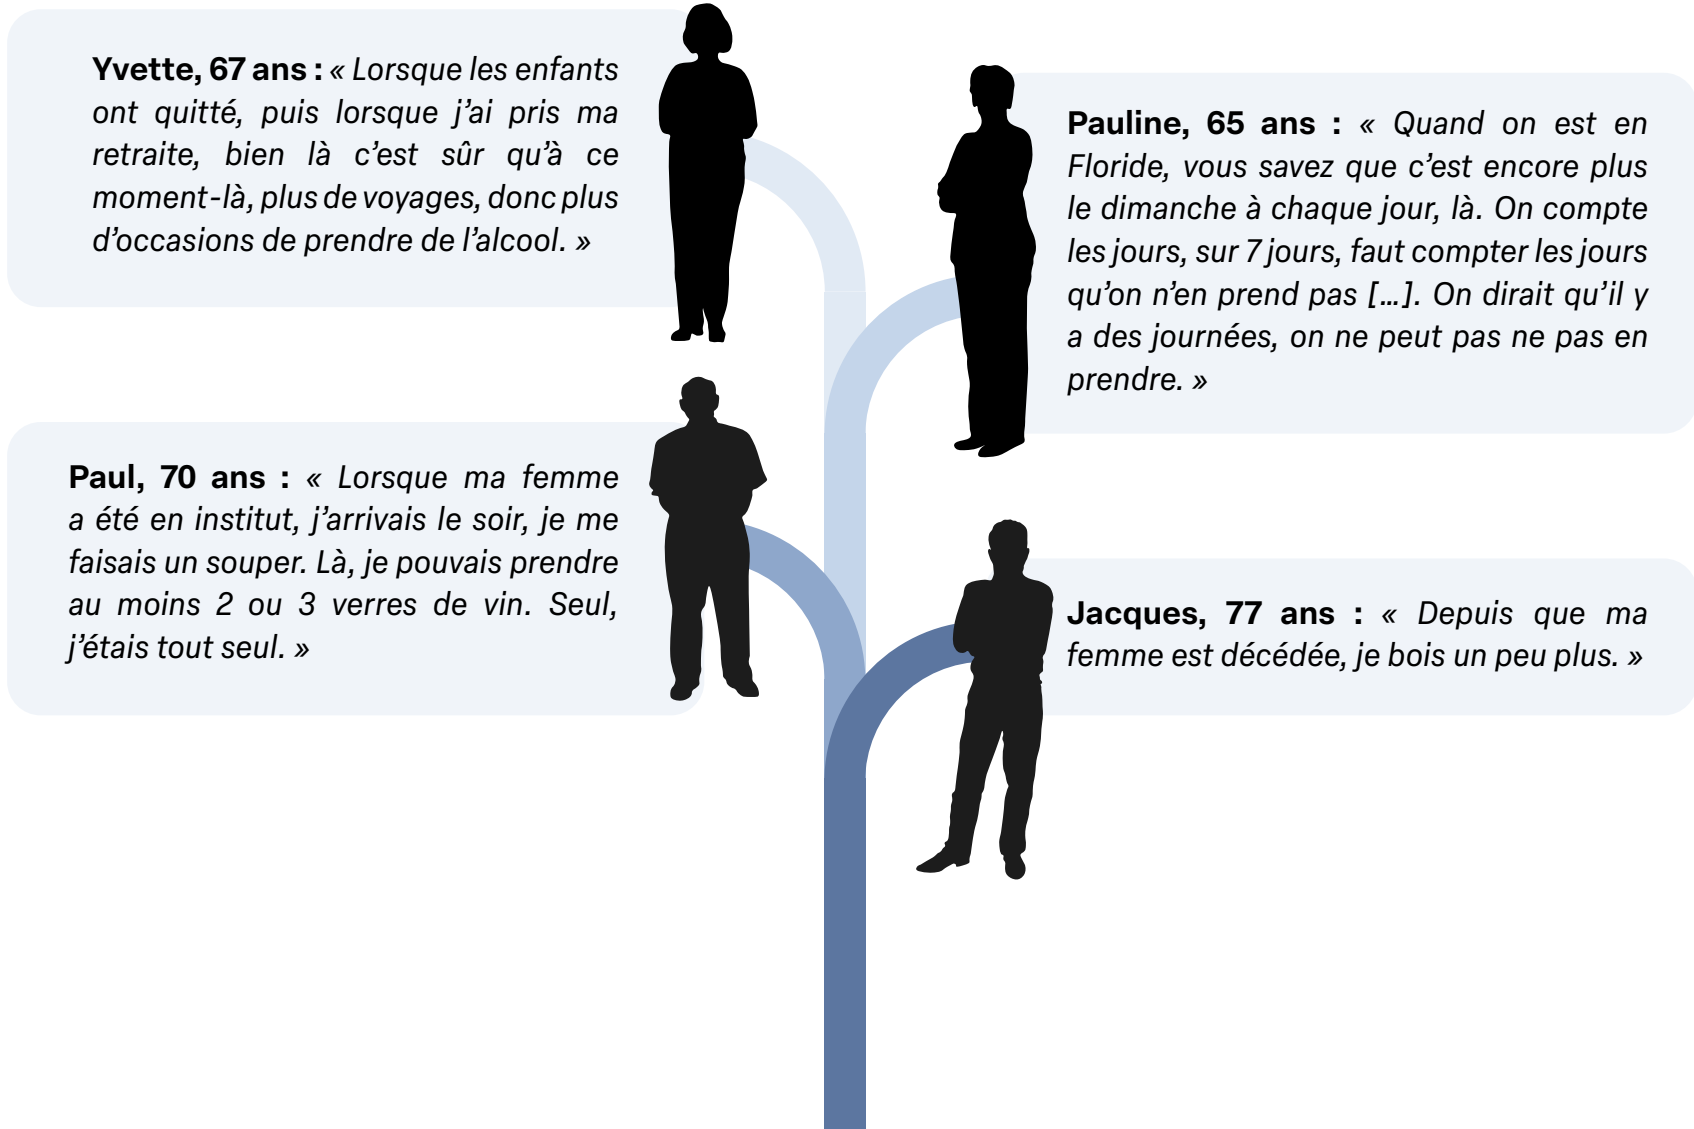 Yvette, 67 ans : « Lorsque les enfants
ont quitté, puis lorsque j’ai pris ma
retraite, bien là c’est sûr qu’à ce
moment-là, plus de voyages, donc plus
d’occasions de prendre de l’alcool. »
Pauline, 65 ans : « Quand on est en
Floride, vous savez que c’est encore plus
le dimanche à chaque jour, là. On compte
les jours, sur 7 jours, faut compter les jours
qu’on n’en prend pas [...]. On dirait qu’il y
a des journées, on ne peut pas ne pas en
prendre. »
Paul, 70 ans : « Lorsque ma femme
a été en institut, j’arrivais le soir, je me
faisais un souper. Là, je pouvais prendre
au moins 2 ou 3 verres de vin. Seul,
j’étais tout seul. »
Jacques, 77 ans : « Depuis que ma
femme est décédée, je bois un peu plus. »